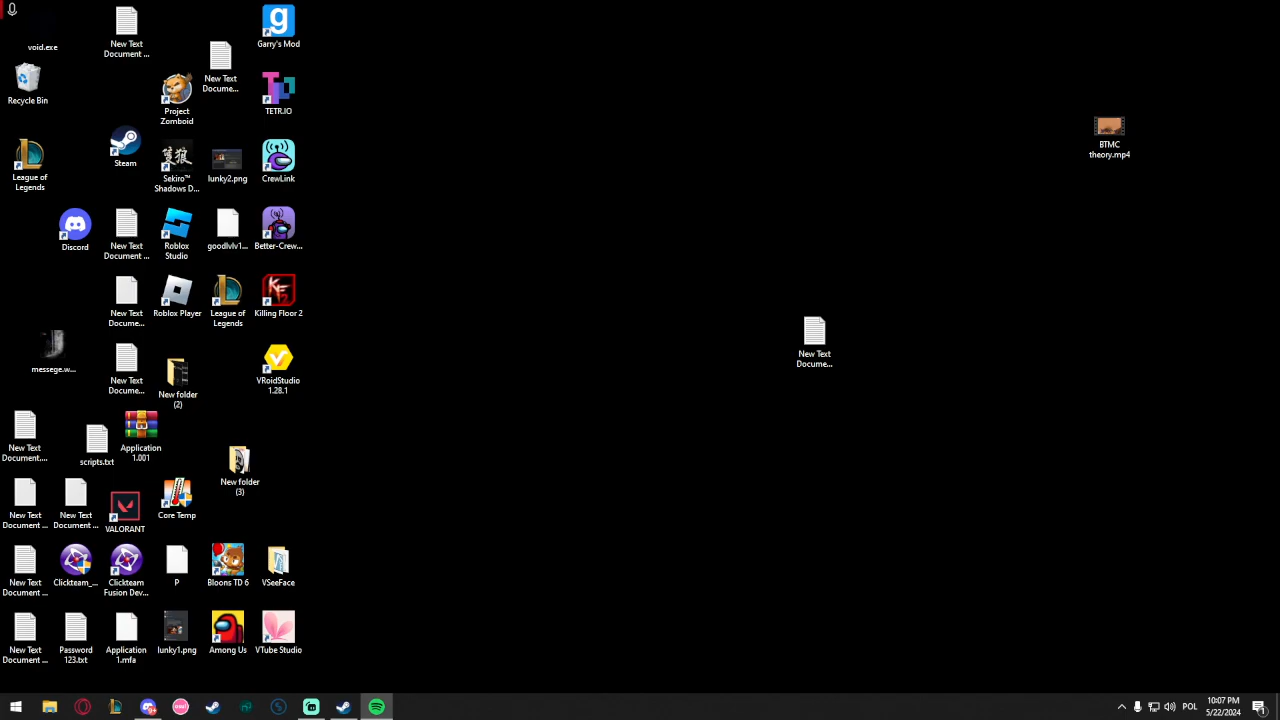 void.exe
Recycle Bin
League of
Legends
messege.w...
New Text
Document....
New Text
Document ...
New Text
Document ...
New Text
Document ...
Discord
scripts.txt
New Text
Document ...
Clickteam_...
Password
123.txt
New Text
Document ...
Steam
New Text
Document ...
New Text
Docume...
New Text
Docume...
Application
1.001
VALORANT
Clickteam
Fusion Dev...
Application
1.mfa
Project
Zomboid
Sekiro™
Shadows D...
Roblox
Studio
Roblox Player
New folder
(2)
Core Temp
P
lunky1.png
New Text
Docume...
lunky2.png
goodlvlv1...
League of
Legends
New folder
(3)
Bloons TD 6
Among Us
g
Garry's Mod
TETR.IO
CrewLink
Better-Crew...
Killing Floor 2
VRoidStudio
1.28.1
VSeeFace
VTube Studio
New Text
Docume...
BTMC
theory.mp4
POL
10:07 PM
5/22/2024